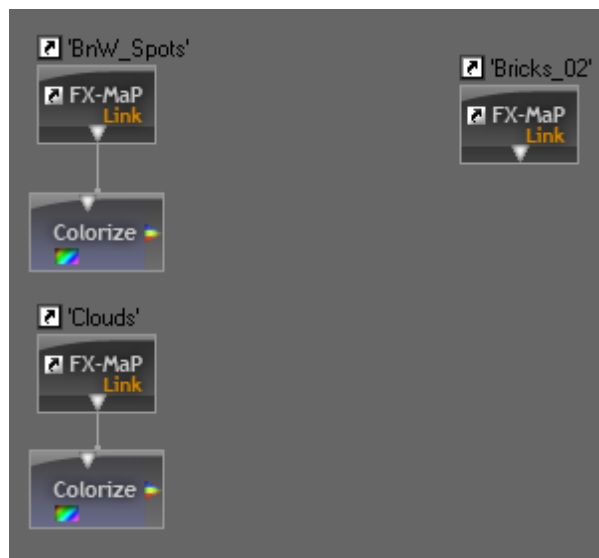 'BnW_Spots'
FX-MaP
Link
Colorize
'Clouds'
FX-MaP
Link
Colorize
'Bricks_02'
FX-MaP
Link